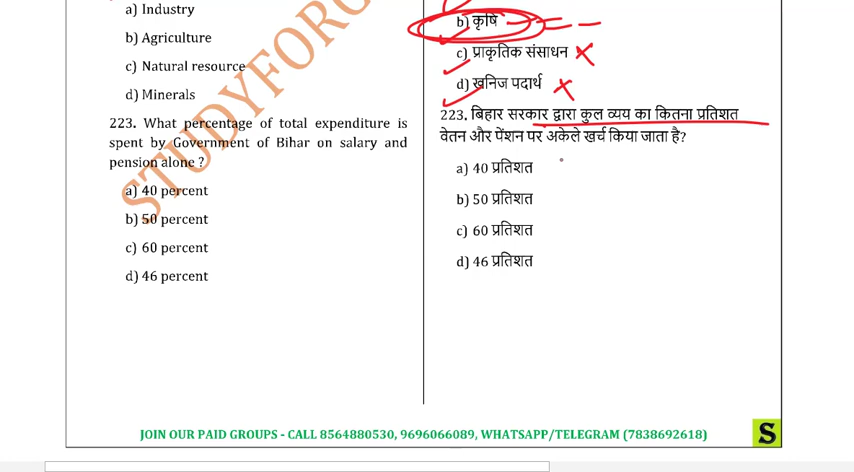 a) Industry
b) Agriculture
c) Natural resource
d) Minerals
223. What percentage of total expenditure is
spent by Government of Bihar on salary and
pension alone ?
a) 40 percent
b) 50 percent
c) 60 percent
d) 46 percent
b) कृषि
c) प्राकृतिक संसाधन
d) खनिज पदार्थ
223. बिहार सरकार द्वारा कुल व्यय का कितना प्रतिशत
वेतन और पेंशन पर अकेले खर्च किया जाता है?
a) 40 प्रतिशत
b) 50 प्रतिशत
c) 60 प्रतिशत
d) 46 प्रतिशत
STUDYFORC
JOIN OUR PAID GROUPS - CALL 8564880530, 9696066089, WHATSAPP/TELEGRAM (7838692618)
S